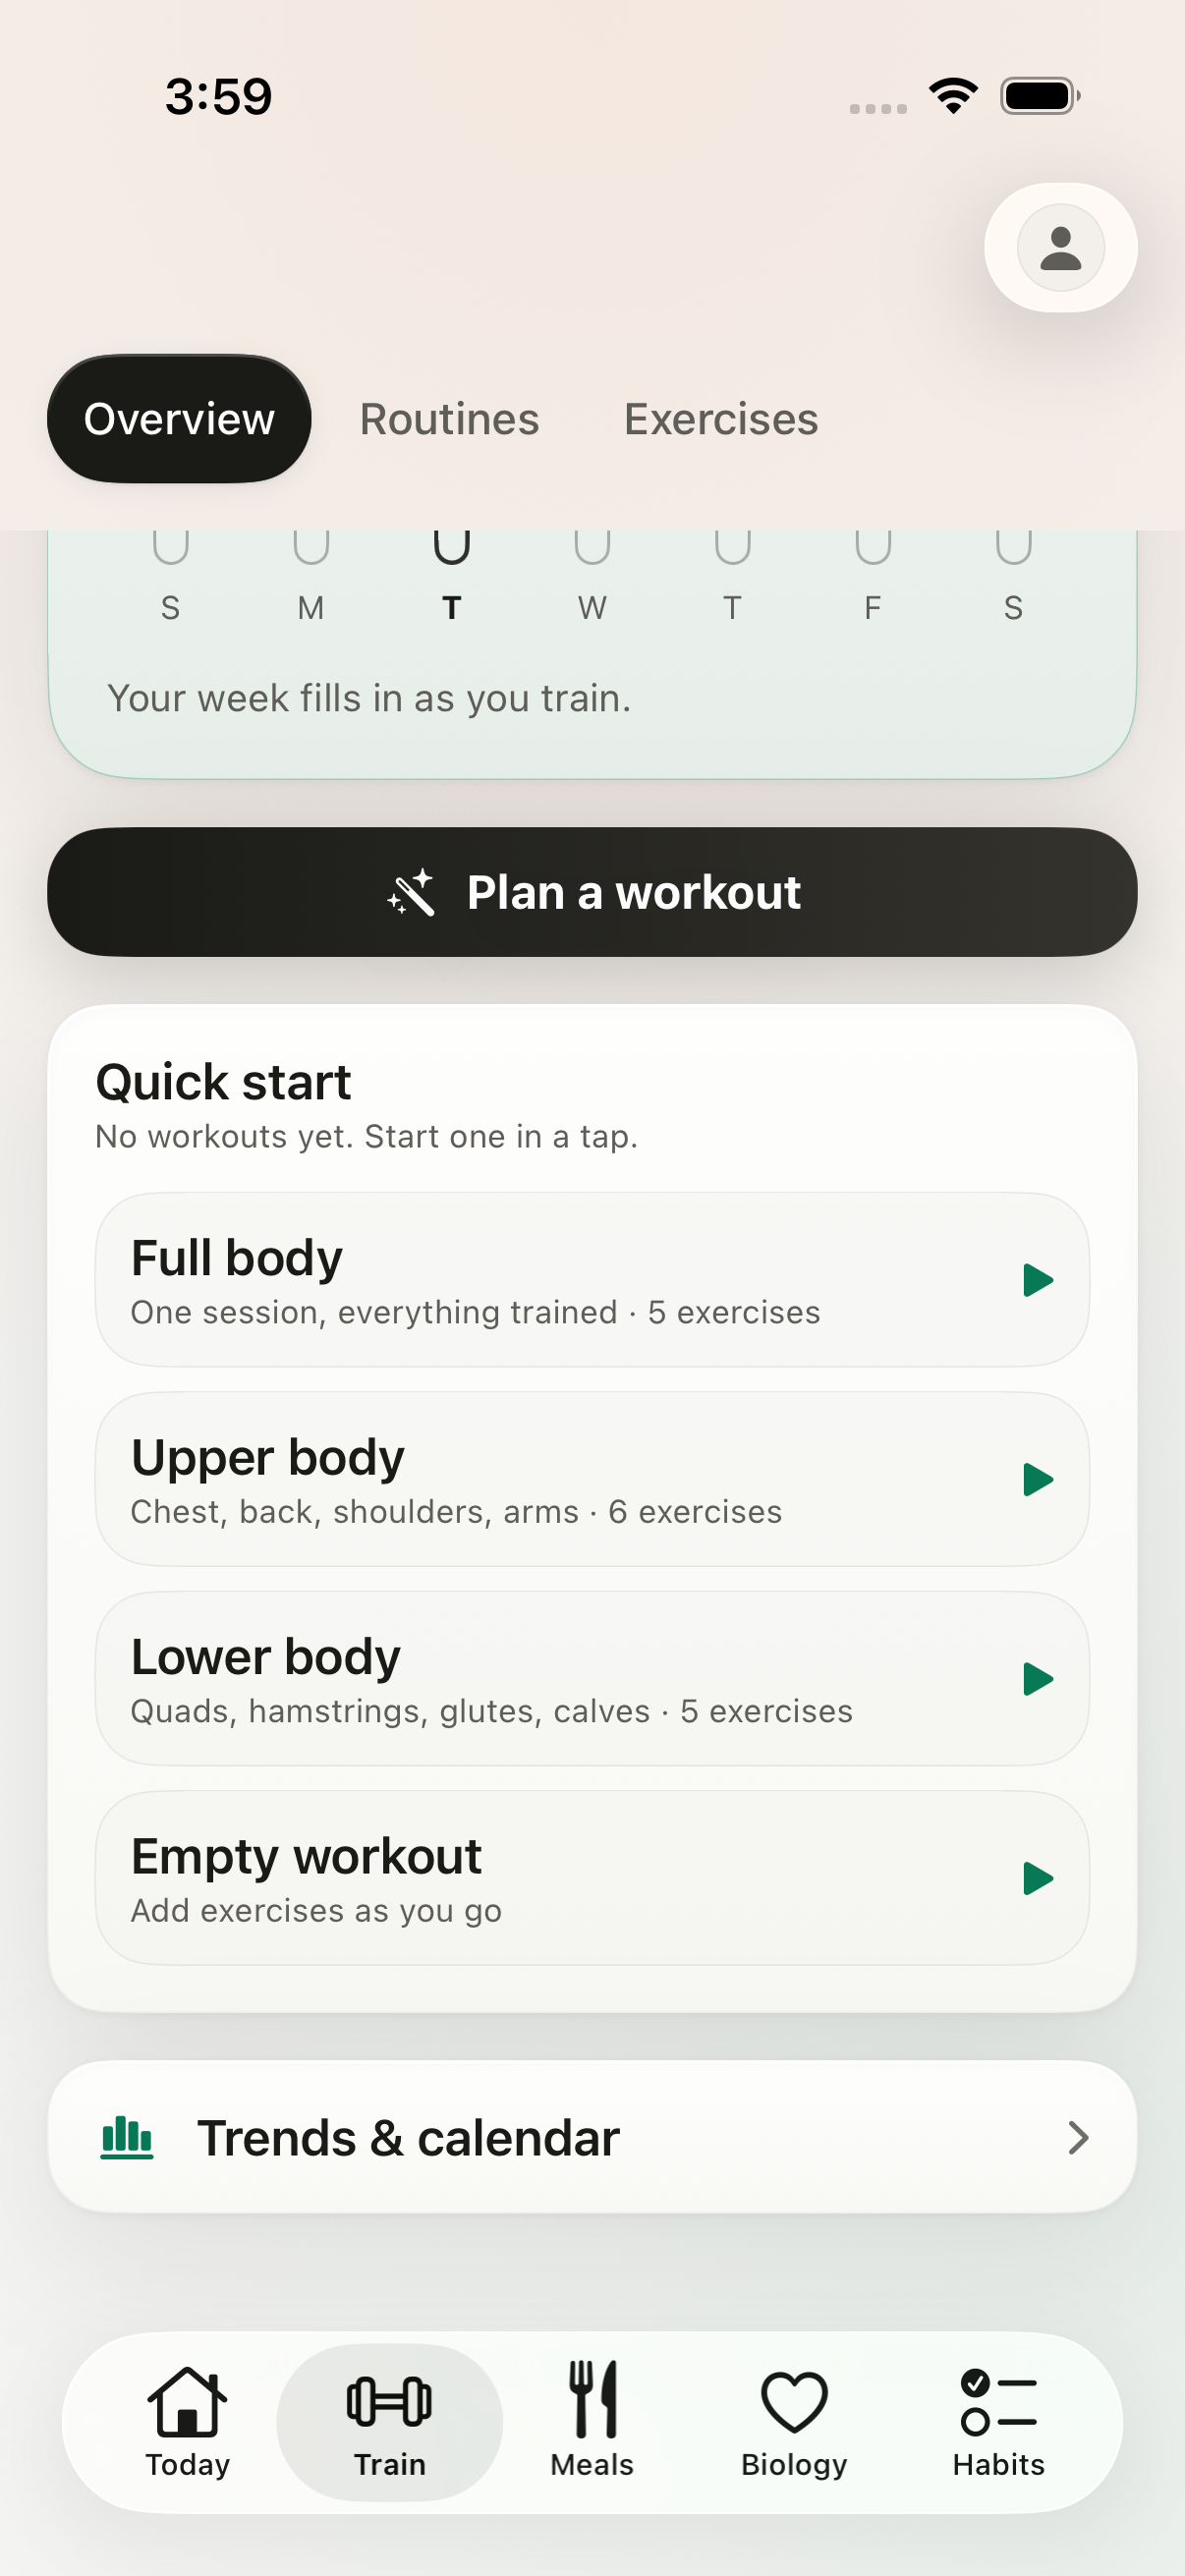 3:59
Overview Routines Exercises
S M T W T F S
Your week fills in as you train.
Plan a workout
Quick start
No workouts yet. Start one in a tap.
Full body
One session, everything trained · 5 exercises
Upper body
Chest, back, shoulders, arms · 6 exercises
Lower body
Quads, hamstrings, glutes, calves · 5 exercises
Empty workout
Add exercises as you go
Trends & calendar
Today Train Meals Biology Habits